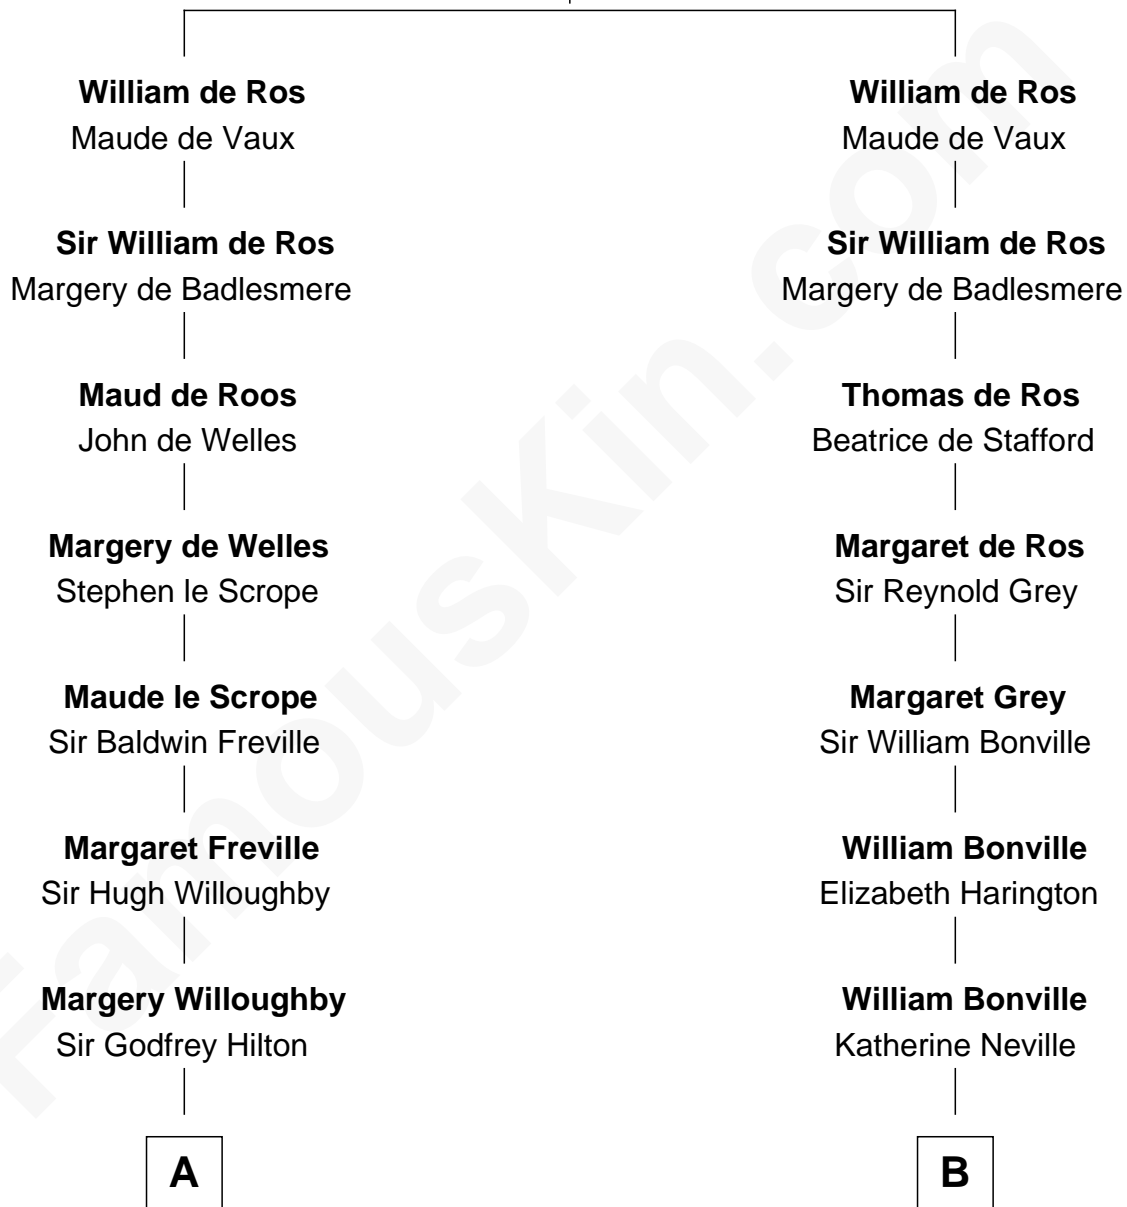 William de Ros
Maude de Vaux
Sir William de Ros
Margery de Badlesmere
Maud de Roos
John de Welles
Margery de Welles
Stephen le Scrope
Maude le Scrope
Sir Baldwin Freville
Margaret Freville
Sir Hugh Willoughby
Margery Willoughby
Sir Godfrey Hilton
A
William de Ros
Maude de Vaux
Sir William de Ros
Margery de Badlesmere
Thomas de Ros
Beatrice de Stafford
Margaret de Ros
Sir Reynold Grey
Margaret Grey
Sir William Bonville
William Bonville
Elizabeth Harington
William Bonville
Katherine Neville
B
FamousKin.com